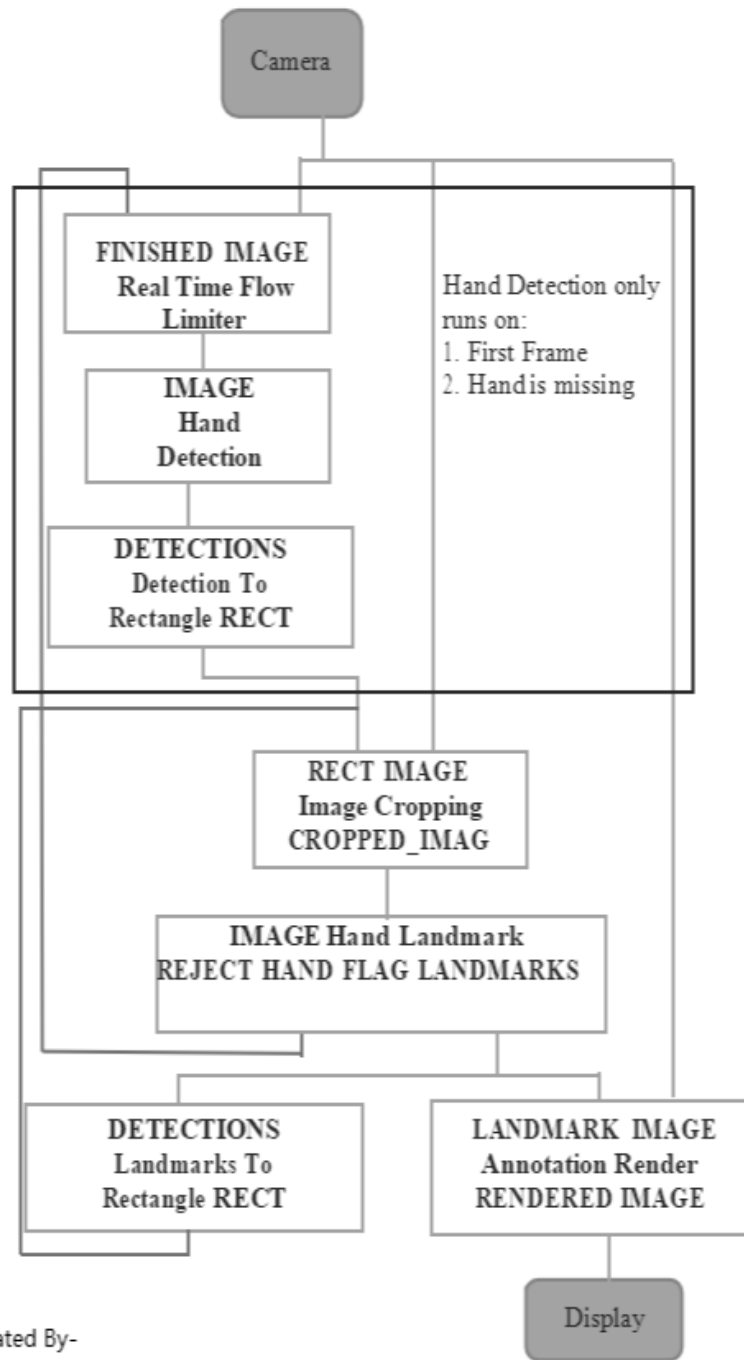 Camera
FINISHED IMAGE
Real Time Flow
Limiter
Hand Detection only
runs on:
1. First Frame
2. Hand is missing
IMAGE
Hand
Detection
DETECTIONS
Detection To
Rectangle RECT
RECT IMAGE
Image Cropping
CROPPED_IMAG
IMAGE Hand Landmark
REJECT HAND FLAG LANDMARKS
DETECTIONS
Landmarks To
Rectangle RECT
LANDMARK IMAGE
Annotation Render
RENDERED IMAGE
Display
ated By-